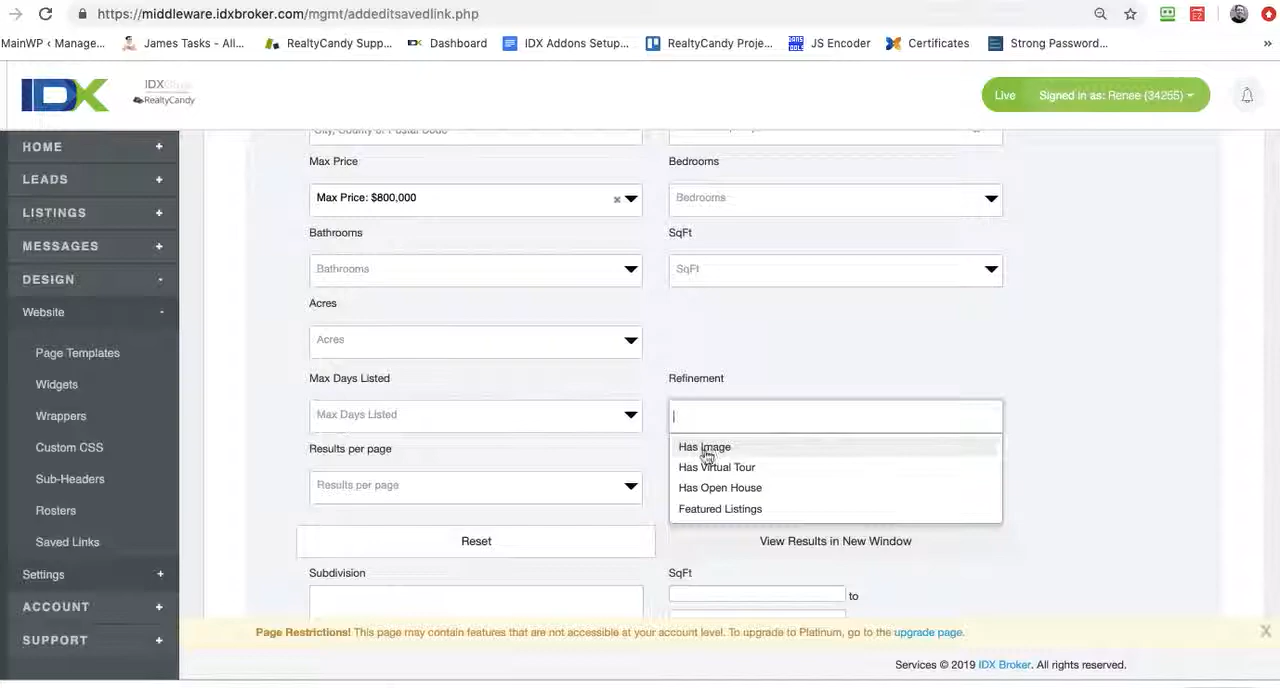 https://middleware.idxbroker.com/mgmt/addeditsavedlink.php
MainWP ‹ Manage...
James Tasks - All...
RealtyCandy Supp...
Dashboard
IDX Addons Setup...
RealtyCandy Proje...
JS Encoder
Certificates
Strong Password...
»
IDX
IDX
RealtyCandy
Live
Signed in as: Renee (34255)
HOME +
LEADS +
LISTINGS +
MESSAGES +
DESIGN -
Website -
Page Templates
Widgets
Wrappers
Custom CSS
Sub-Headers
Rosters
Saved Links
Settings +
ACCOUNT +
SUPPORT +
City, County or Postal Code
Max Price
Bedrooms
Max Price: $800,000
Bedrooms
Bathrooms
SqFt
Bathrooms
SqFt
Acres
Acres
Max Days Listed
Refinement
Max Days Listed
Has Image
Has Virtual Tour
Has Open House
Featured Listings
Results per page
Results per page
Reset
View Results in New Window
Subdivision
SqFt
to
Page Restrictions! This page may contain features that are not accessible at your account level. To upgrade to Platinum, go to the upgrade page.
X
Services © 2019 IDX Broker. All rights reserved.